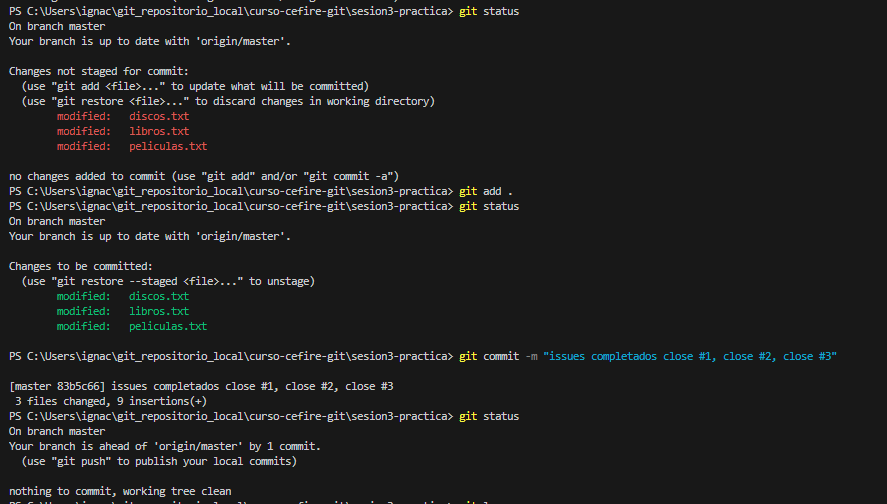 PS C:\Users\ignac\git_repositorio_local\curso-cefire-git\sesion3-practica> git status
On branch master
Your branch is up to date with 'origin/master'.
Changes not staged for commit:
(use "git add <file>..." to update what will be committed)
(use "git restore <file>..." to discard changes in working directory)
modified: discos.txt
modified: libros.txt
modified: peliculas.txt
no changes added to commit (use "git add" and/or "git commit -a")
PS C:\Users\ignac\git_repositorio_local\curso-cefire-git\sesion3-practica> git add .
PS C:\Users\ignac\git_repositorio_local\curso-cefire-git\sesion3-practica> git status
On branch master
Your branch is up to date with 'origin/master'.
Changes to be committed:
(use "git restore --staged <file>..." to unstage)
modified: discos.txt
modified: libros.txt
modified: peliculas.txt
PS C:\Users\ignac\git_repositorio_local\curso-cefire-git\sesion3-practica> git commit -m "issues completados close #1, close #2, close #3"
[master 83b5c66] issues completados close #1, close #2, close #3
3 files changed, 9 insertions(+)
PS C:\Users\ignac\git_repositorio_local\curso-cefire-git\sesion3-practica> git status
On branch master
Your branch is ahead of 'origin/master' by 1 commit.
(use "git push" to publish your local commits)
nothing to commit, working tree clean